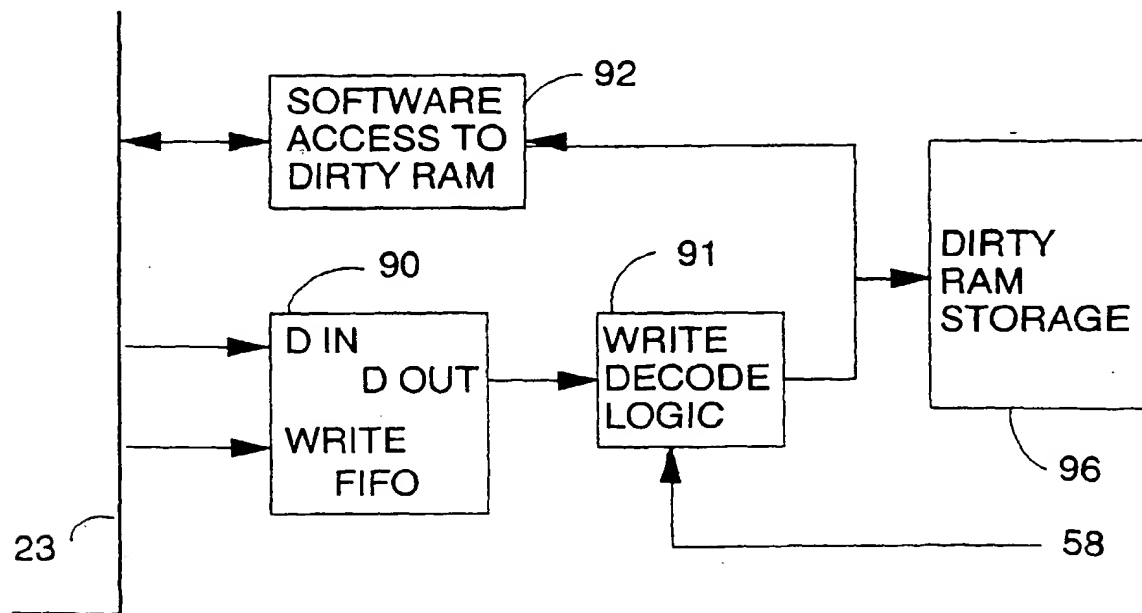 92
SOFTWARE
ACCESS TO
DIRTY RAM
90
91
DIRTY
RAM
STORAGE
D IN
D OUT
WRITE
FIFO
WRITE
DECODE
LOGIC
96
23
58